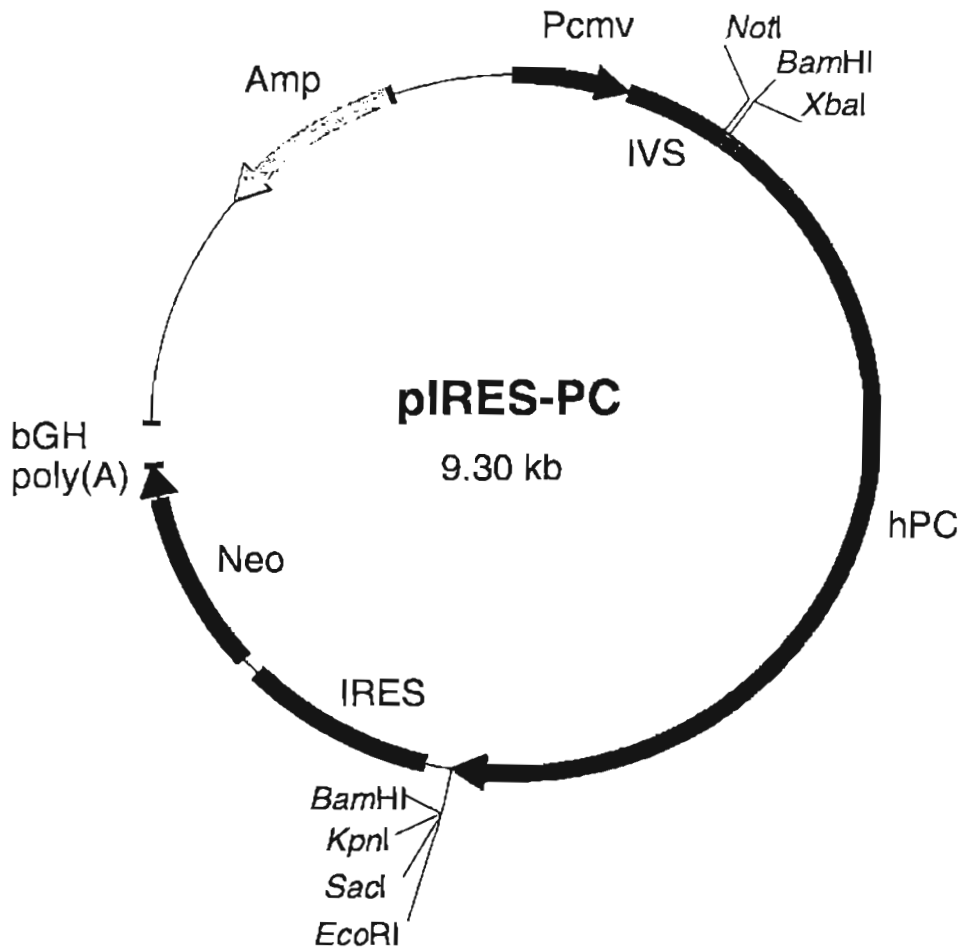 Pcmv
NotI
BamHI
XbaI
Amp
IVS
pIRES-PC
9.30 kb
bGH
poly(A)
hPC
Neo
IRES
BamHI
KpnI
SacI
EcoRI